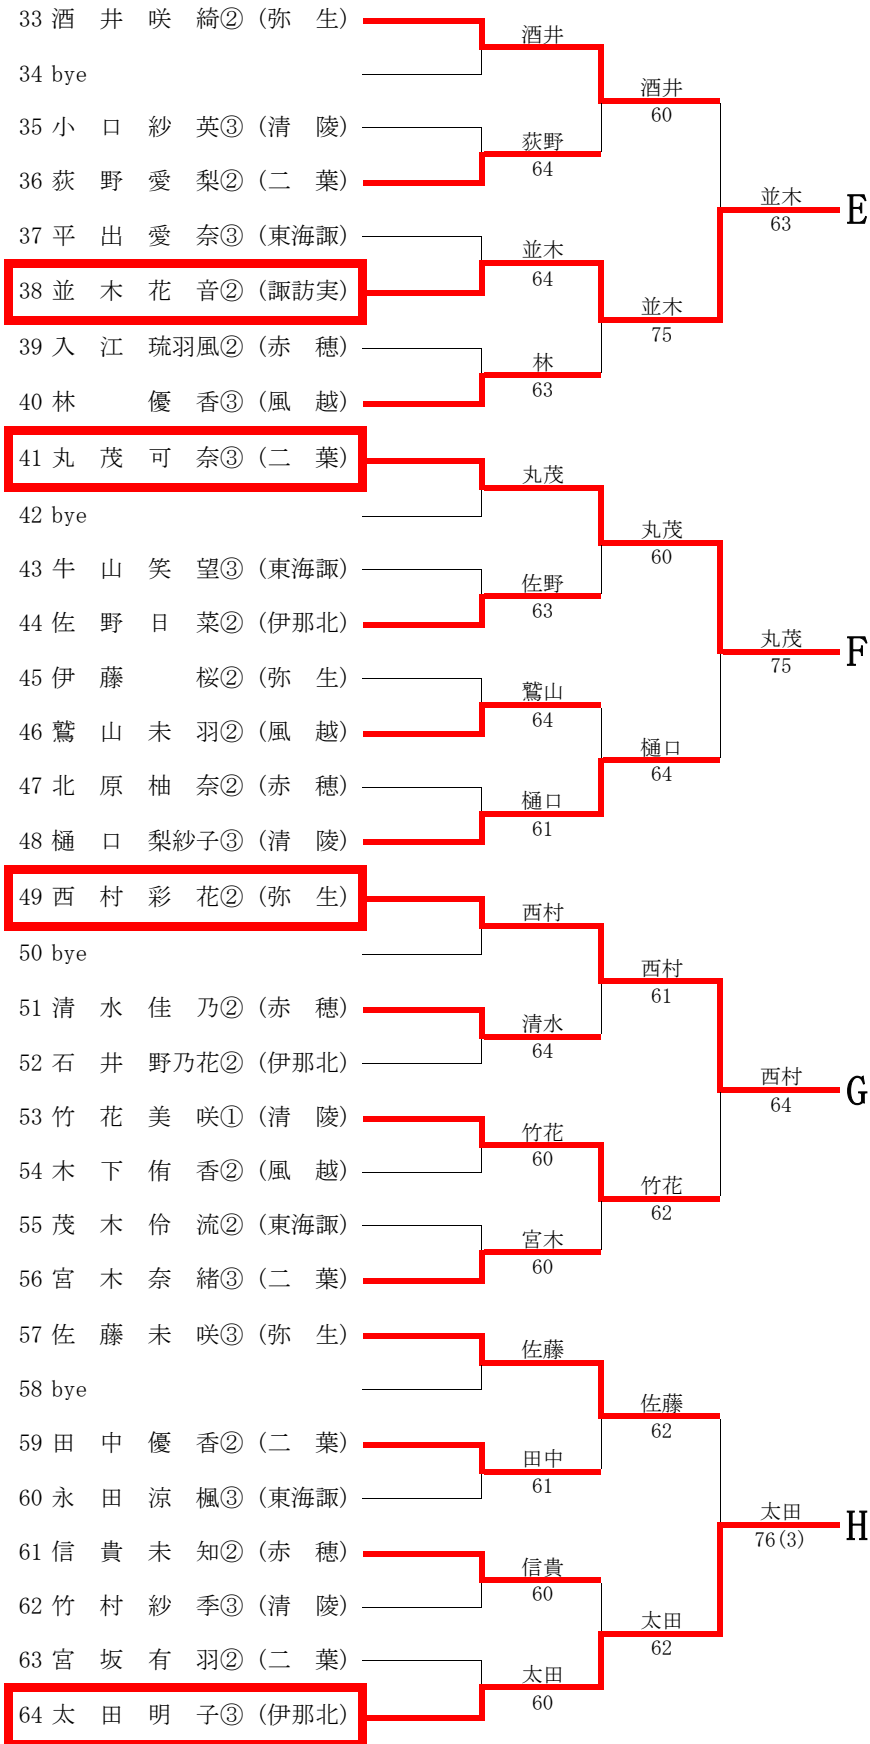 33 酒 井 咲 綺② (弥 生)
酒井
34 bye
酒井
60
35 小 口 紗 英③ (清 陵)
荻野
64
36 荻 野 愛 梨② (二 葉)
並木
63
E
37 平 出 愛 奈③ (東海諏)
並木
64
38 並 木 花 音② (諏訪実)
並木
75
39 入 江 琉羽風② (赤 穂)
林
63
40 林 優 香③ (風 越)
41 丸 茂 可 奈③ (二 葉)
丸茂
42 bye
丸茂
60
43 牛 山 笑 望③ (東海諏)
佐野
63
44 佐 野 日 菜② (伊那北)
丸茂
75
F
45 伊 藤 桜② (弥 生)
鷲山
64
46 鷲 山 未 羽② (風 越)
樋口
64
47 北 原 柚 奈② (赤 穂)
樋口
61
48 樋 口 梨紗子③ (清 陵)
49 西 村 彩 花② (弥 生)
西村
50 bye
西村
61
51 清 水 佳 乃② (赤 穂)
清水
64
52 石 井 野乃花② (伊那北)
西村
64
G
53 竹 花 美 咲① (清 陵)
竹花
60
54 木 下 侑 香② (風 越)
竹花
62
55 茂 木 伶 流② (東海諏)
宮木
60
56 宮 木 奈 緒③ (二 葉)
57 佐 藤 未 咲③ (弥 生)
佐藤
58 bye
佐藤
62
59 田 中 優 香② (二 葉)
田中
61
60 永 田 涼 楓③ (東海諏)
太田
76(3)
H
61 信 貴 未 知② (赤 穂)
信貴
60
62 竹 村 紗 季③ (清 陵)
太田
62
63 宮 坂 有 羽② (二 葉)
太田
60
64 太 田 明 子③ (伊那北)